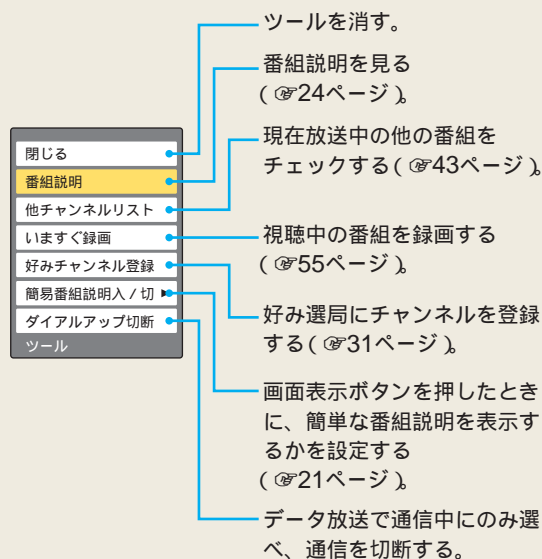 ツールを消す。
番組説明を見る
（☞24ページ）。
現在放送中の他の番組を
チェックする（☞43ページ）。
視聴中の番組を録画する
（☞55ページ）。
好み選局にチャンネルを登録
する（☞31ページ）。
画面表示ボタンを押したとき
に、簡単な番組説明を表示す
るかを設定する
（☞21ページ）。
データ放送で通信中にのみ選
べ、通信を切断する。
閉じる
番組説明
他チャンネルリスト
いますぐ録画
好みチャンネル登録
簡易番組説明入／切
ダイアルアップ切断
ツール